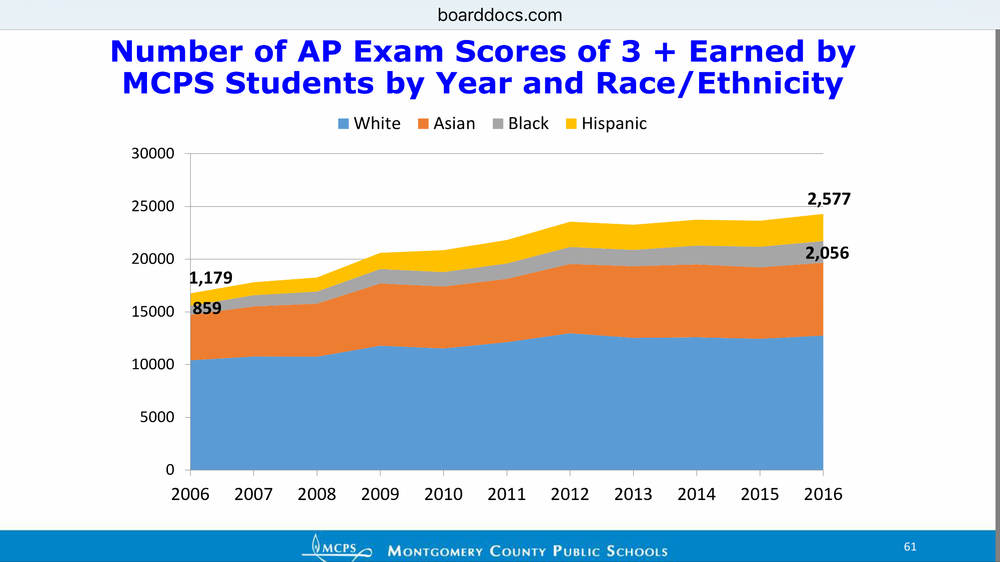 boarddocs.com
Number of AP Exam Scores of 3 + Earned by
MCPS Students by Year and Race/Ethnicity
White Asian Black Hispanic
30000
25000
20000
15000
10000
5000
0
2,577
2,056
1,179
859
2006 2007 2008 2009 2010 2011 2012 2013 2014 2015 2016
MCPS MONTGOMERY COUNTY PUBLIC SCHOOLS
61